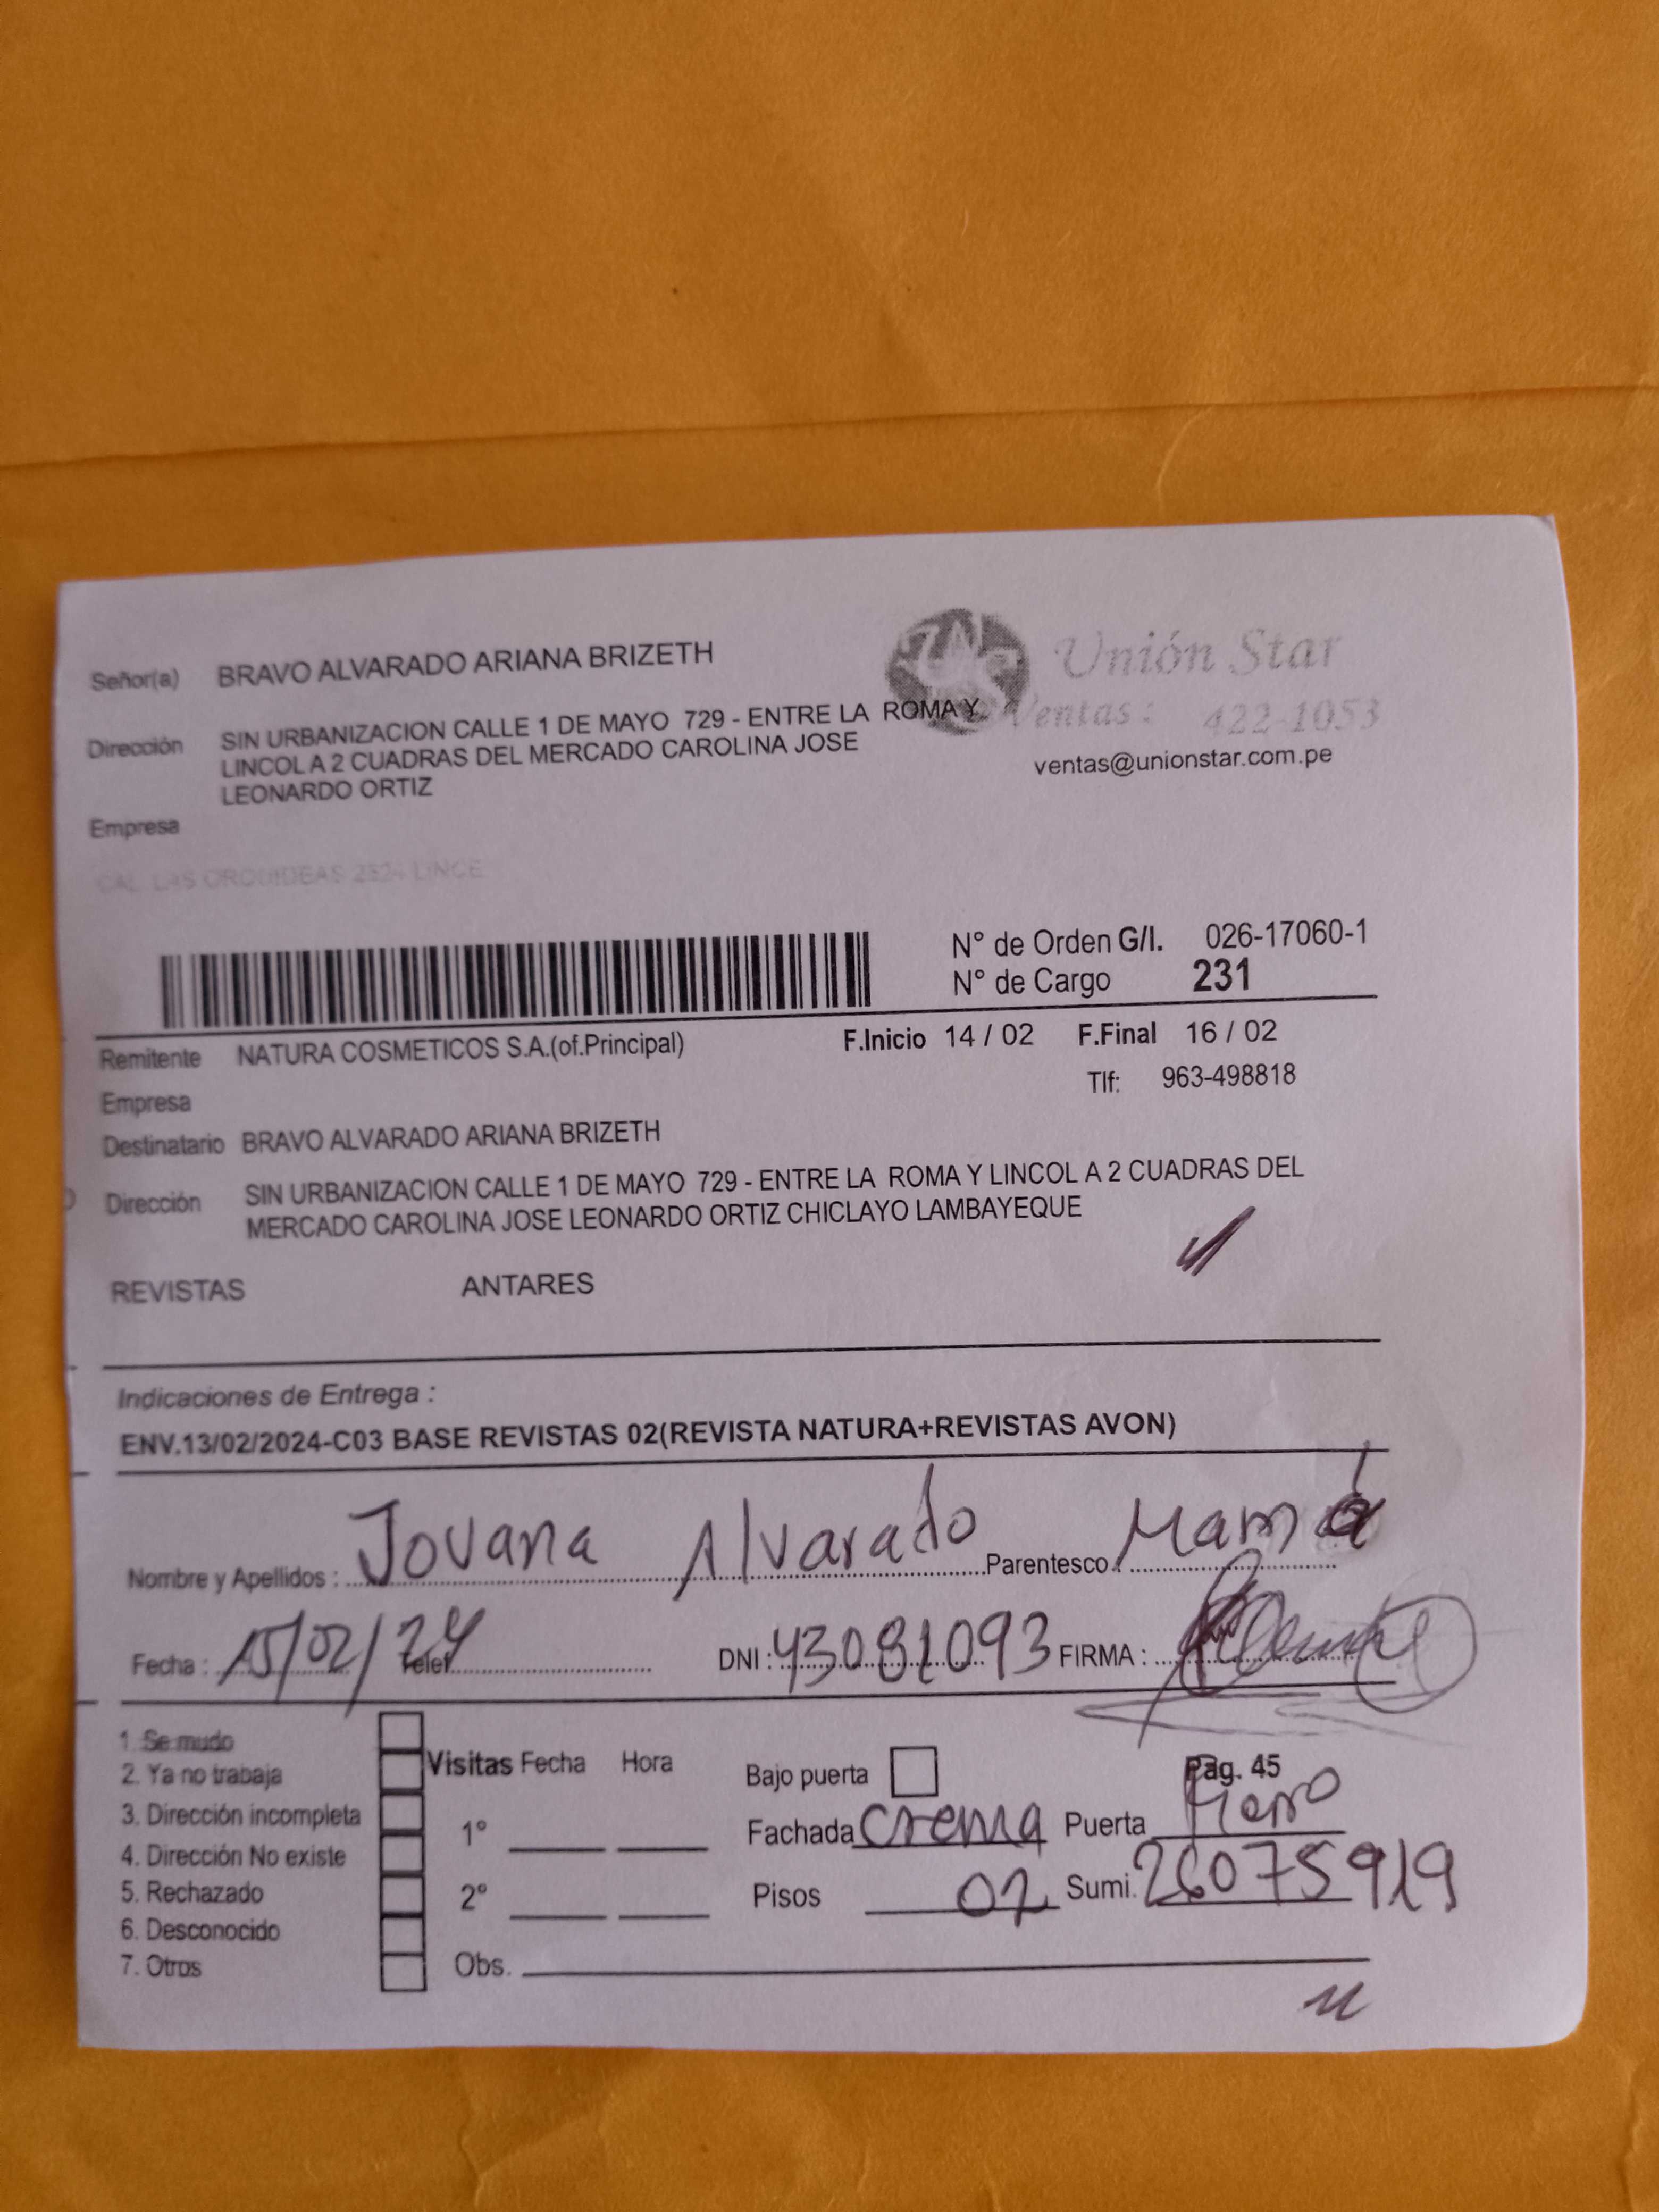 Señor(a) BRAVO ALVARADO ARIANA BRIZETH
Unión Star
Ventas : 422-1053
ventas@unionstar.com.pe
Dirección SIN URBANIZACION CALLE 1 DE MAYO 729 - ENTRE LA ROMA Y
LINCOL A 2 CUADRAS DEL MERCADO CAROLINA JOSE
LEONARDO ORTIZ
Empresa
CAL. LAS ORQUIDEAS 2824 LINCE
N° de Orden G/I. 026-17060-1
N° de Cargo 231
Remitente NATURA COSMETICOS S.A.(of.Principal) F.Inicio 14 / 02 F.Final 16 / 02
Tlf: 963-498818
Empresa
Destinatario BRAVO ALVARADO ARIANA BRIZETH
Dirección SIN URBANIZACION CALLE 1 DE MAYO 729 - ENTRE LA ROMA Y LINCOL A 2 CUADRAS DEL
MERCADO CAROLINA JOSE LEONARDO ORTIZ CHICLAYO LAMBAYEQUE
REVISTAS ANTARES
Indicaciones de Entrega :
ENV.13/02/2024-C03 BASE REVISTAS 02(REVISTA NATURA+REVISTAS AVON)
Nombre y Apellidos : Jovana Alvarado Parentesco : Mamá
Fecha : 15/02/24 Telef. DNI : 43081093 FIRMA :
1. Se mudo
2. Ya no trabaja
3. Dirección incompleta
4. Dirección No existe
5. Rechazado
6. Desconocido
7. Otros
Visitas Fecha Hora
1°
2°
Obs.
Bajo puerta Pag. 45
Fachada crema Puerta Fierro
Pisos 02 Sumi. 26075919